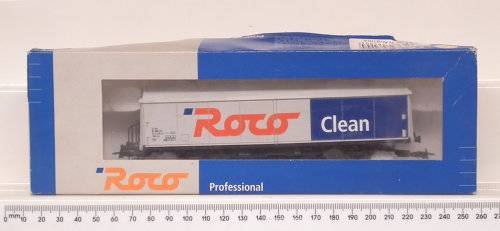 Roco Clean
Roco Professional
0 mm 10 20 30 40 50 60 70 80 90 100 110 120 130 140 150 160 170 180 190 200 210 220 230 240 250 260